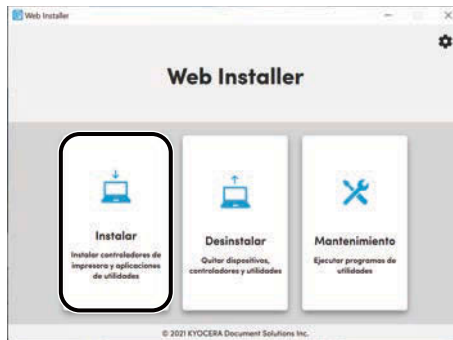 Web Installer
Web Installer
Instalar
Instalar controladores de
impresora y aplicaciones
de utilidades
Desinstalar
Quitar dispositivos,
controladores y utilidades
Mantenimiento
Ejecutar programas de
utilidades
© 2021 KYOCERA Document Solutions Inc.